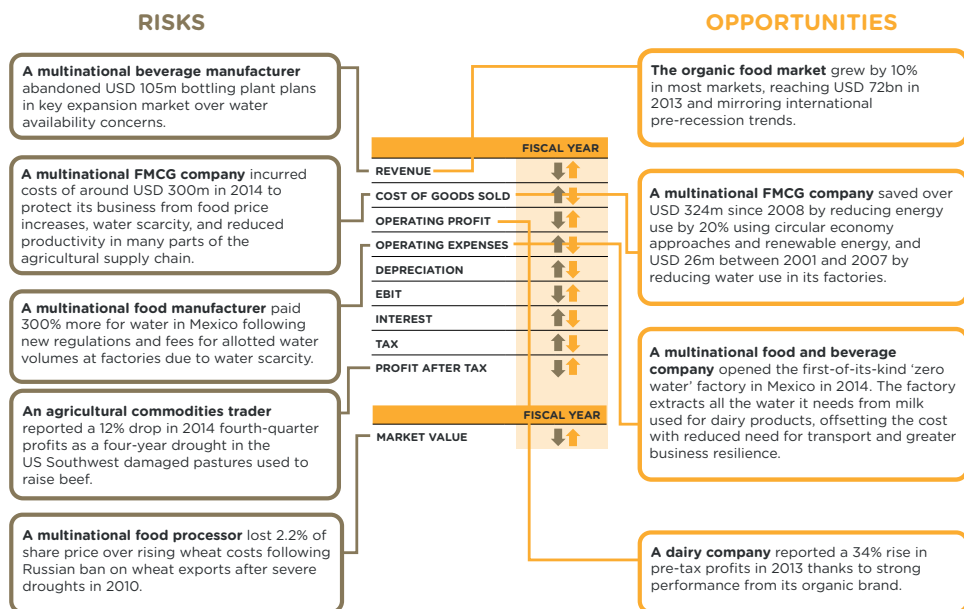 RISKS
A multinational beverage manufacturer
abandoned USD 105m bottling plant plans
in key expansion market over water
availability concerns.
A multinational FMCG company incurred
costs of around USD 300m in 2014 to
protect its business from food price
increases, water scarcity, and reduced
productivity in many parts of the
agricultural supply chain.
A multinational food manufacturer paid
300% more for water in Mexico following
new regulations and fees for allotted water
volumes at factories due to water scarcity.
An agricultural commodities trader
reported a 12% drop in 2014 fourth-quarter
profits as a four-year drought in the
US Southwest damaged pastures used to
raise beef.
A multinational food processor lost 2.2% of
share price over rising wheat costs following
Russian ban on wheat exports after severe
droughts in 2010.
FISCAL YEAR
REVENUE
COST OF GOODS SOLD
OPERATING PROFIT
OPERATING EXPENSES
DEPRECIATION
EBIT
INTEREST
TAX
PROFIT AFTER TAX
FISCAL YEAR
MARKET VALUE
OPPORTUNITIES
The organic food market grew by 10%
in most markets, reaching USD 72bn in
2013 and mirroring international
pre-recession trends.
A multinational FMCG company saved over
USD 324m since 2008 by reducing energy
use by 20% using circular economy
approaches and renewable energy, and
USD 26m between 2001 and 2007 by
reducing water use in its factories.
A multinational food and beverage
company opened the first-of-its-kind ‘zero
water’ factory in Mexico in 2014. The factory
extracts all the water it needs from milk
used for dairy products, offsetting the cost
with reduced need for transport and greater
business resilience.
A dairy company reported a 34% rise in
pre-tax profits in 2013 thanks to strong
performance from its organic brand.